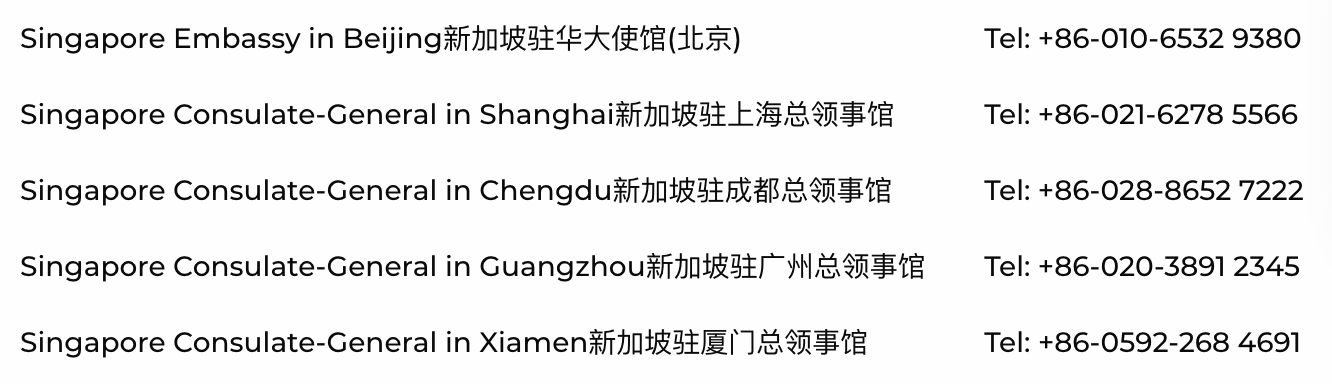 Singapore Embassy in Beijing新加坡驻华大使馆(北京) Tel: +86-010-6532 9380
Singapore Consulate-General in Shanghai新加坡驻上海总领事馆 Tel: +86-021-6278 5566
Singapore Consulate-General in Chengdu新加坡驻成都总领事馆 Tel: +86-028-8652 7222
Singapore Consulate-General in Guangzhou新加坡驻广州总领事馆 Tel: +86-020-3891 2345
Singapore Consulate-General in Xiamen新加坡驻厦门总领事馆 Tel: +86-0592-268 4691